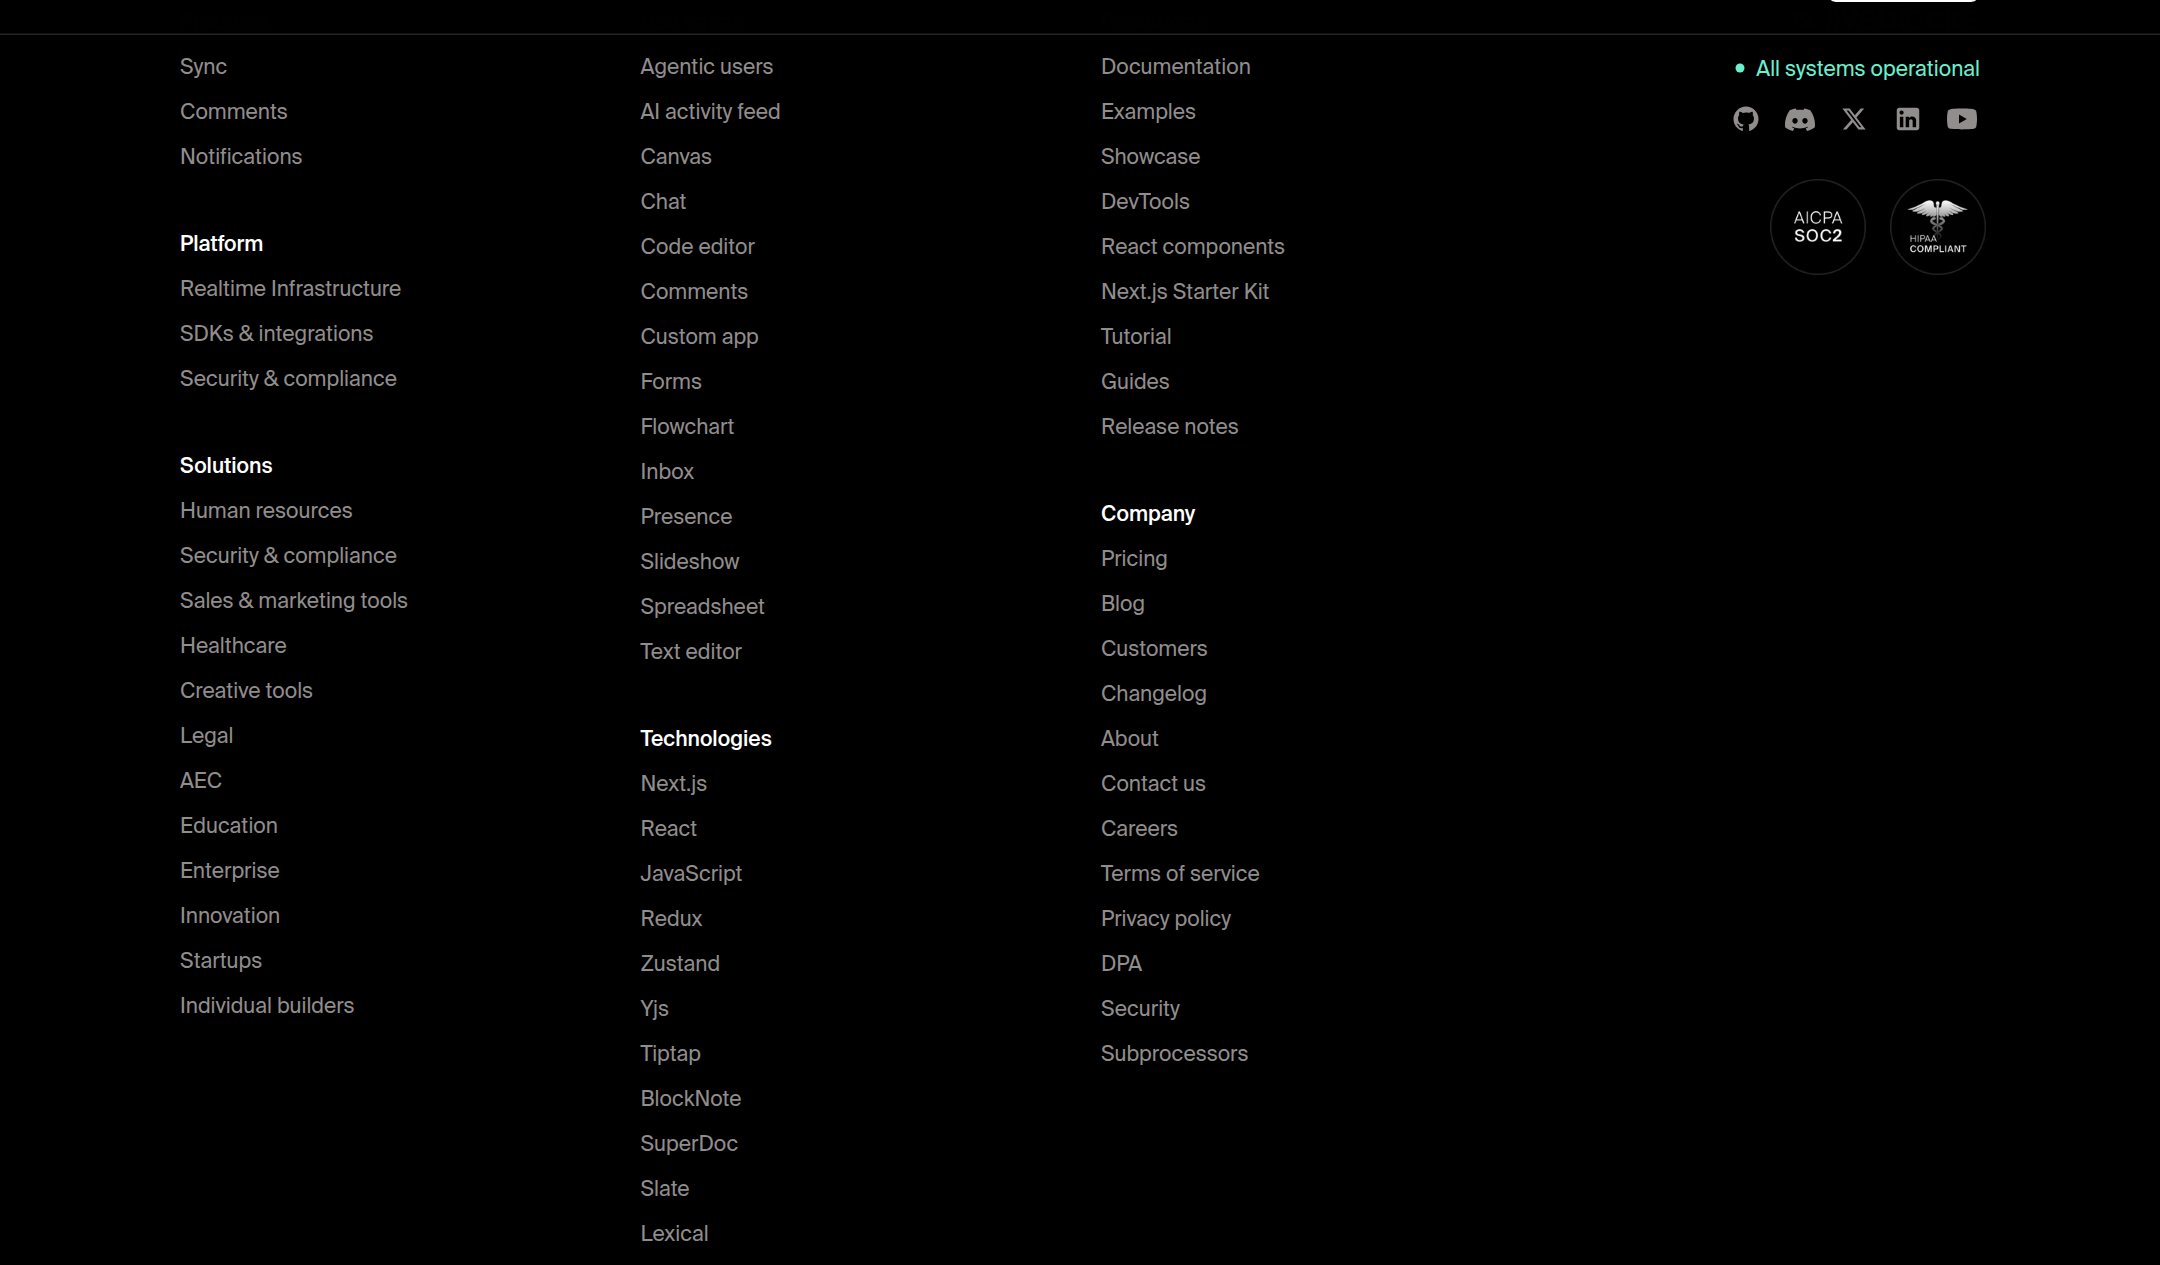 Sync
Comments
Notifications
Platform
Realtime Infrastructure
SDKs & integrations
Security & compliance
Solutions
Human resources
Security & compliance
Sales & marketing tools
Healthcare
Creative tools
Legal
AEC
Education
Enterprise
Innovation
Startups
Individual builders
Agentic users
AI activity feed
Canvas
Chat
Code editor
Comments
Custom app
Forms
Flowchart
Inbox
Presence
Slideshow
Spreadsheet
Text editor
Technologies
Next.js
React
JavaScript
Redux
Zustand
Yjs
Tiptap
BlockNote
SuperDoc
Slate
Lexical
Documentation
Examples
Showcase
DevTools
React components
Next.js Starter Kit
Tutorial
Guides
Release notes
Company
Pricing
Blog
Customers
Changelog
About
Contact us
Careers
Terms of service
Privacy policy
DPA
Security
Subprocessors
All systems operational
AICPA
SOC2
HIPAA
COMPLIANT